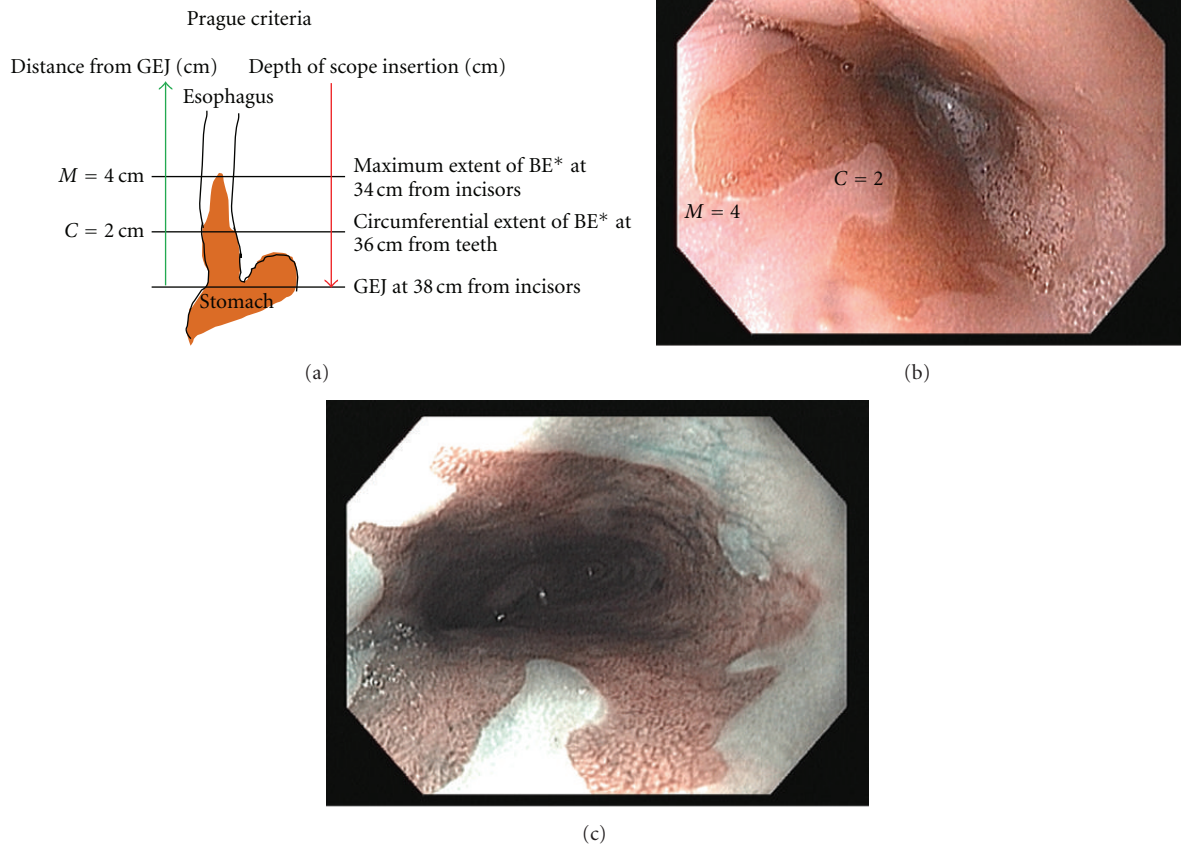 Prague criteria
Distance from GEJ (cm)
Depth of scope insertion (cm)
Esophagus
M = 4 cm
Maximum extent of BE* at
34 cm from incisors
C = 2 cm
Circumferential extent of BE* at
36 cm from teeth
Stomach
GEJ at 38 cm from incisors
(a)
C = 2
M = 4
(b)
(c)